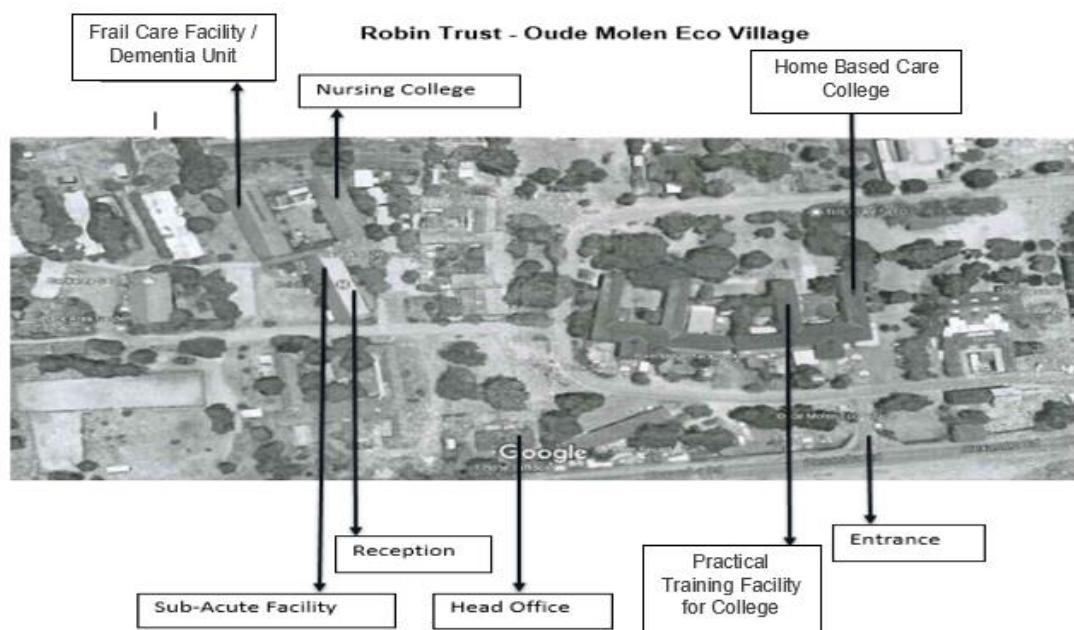 Robin Trust - Oude Molen Eco Village
Frail Care Facility /
Dementia Unit
Nursing College
Home Based Care
College
Google
Reception
Entrance
Practical
Training Facility
for College
Sub-Acute Facility
Head Office